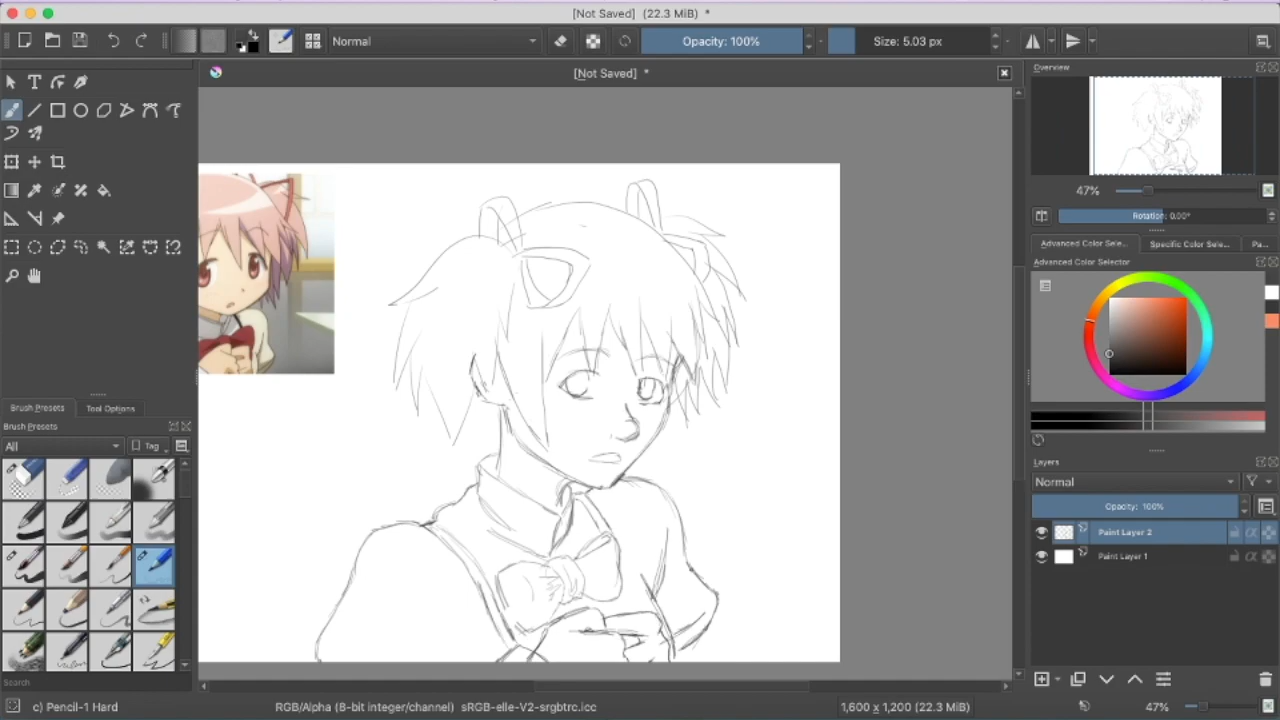 [Not Saved] (22.3 MiB) *
Normal
Opacity: 100%
Size: 5.03 px
[Not Saved] *
Overview
47%
Rotation: 0.00°
Advanced Color Sele...
Specific Color Sele...
Pa...
Advanced Color Selector
Brush Presets
Tool Options
Brush Presets
All
Tag
Layers
Normal
Opacity: 100%
Paint Layer 2
Paint Layer 1
Search
c) Pencil-1 Hard
RGB/Alpha (8-bit integer/channel) sRGB-elle-V2-srgbtrc.icc
1,600 x 1,200 (22.3 MiB)
47%